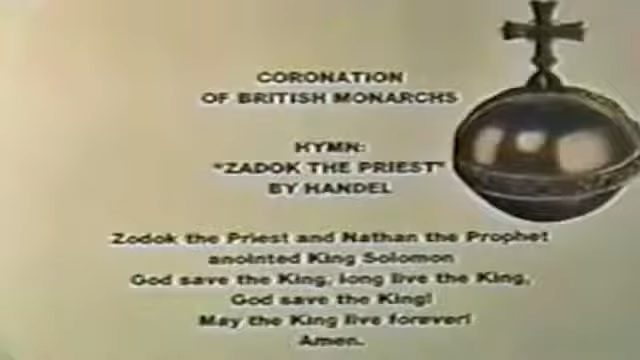 CORONATION
OF BRITISH MONARCHS
HYMN:
"ZADOK THE PRIEST"
BY HANDEL
Zodok the Priest and Nathan the Prophet
anointed King Solomon
God save the King; long live the King,
God save the King!
May the King live forever!
Amen.